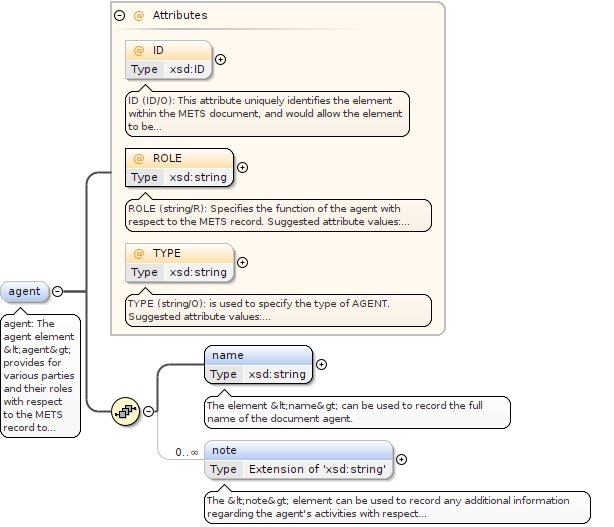 @ Attributes
@ ID
Type xsd:ID
ID (ID/O): This attribute uniquely identifies the element
within the METS document, and would allow the element
to be...
@ ROLE
Type xsd:string
ROLE (string/R): Specifies the function of the agent with
respect to the METS record. Suggested attribute values:...
@ TYPE
Type xsd:string
TYPE (string/O): is used to specify the type of AGENT.
Suggested attribute values:...
agent
agent: The
agent element
&lt;agent&gt;
provides for
various parties
and their roles
with respect
to the METS
record to...
name
Type xsd:string
The element &lt;name&gt; can be used to record the full
name of the document agent.
0..∞
note
Type Extension of 'xsd:string'
The &lt;note&gt; element can be used to record any additional information
regarding the agent's activities with respect...